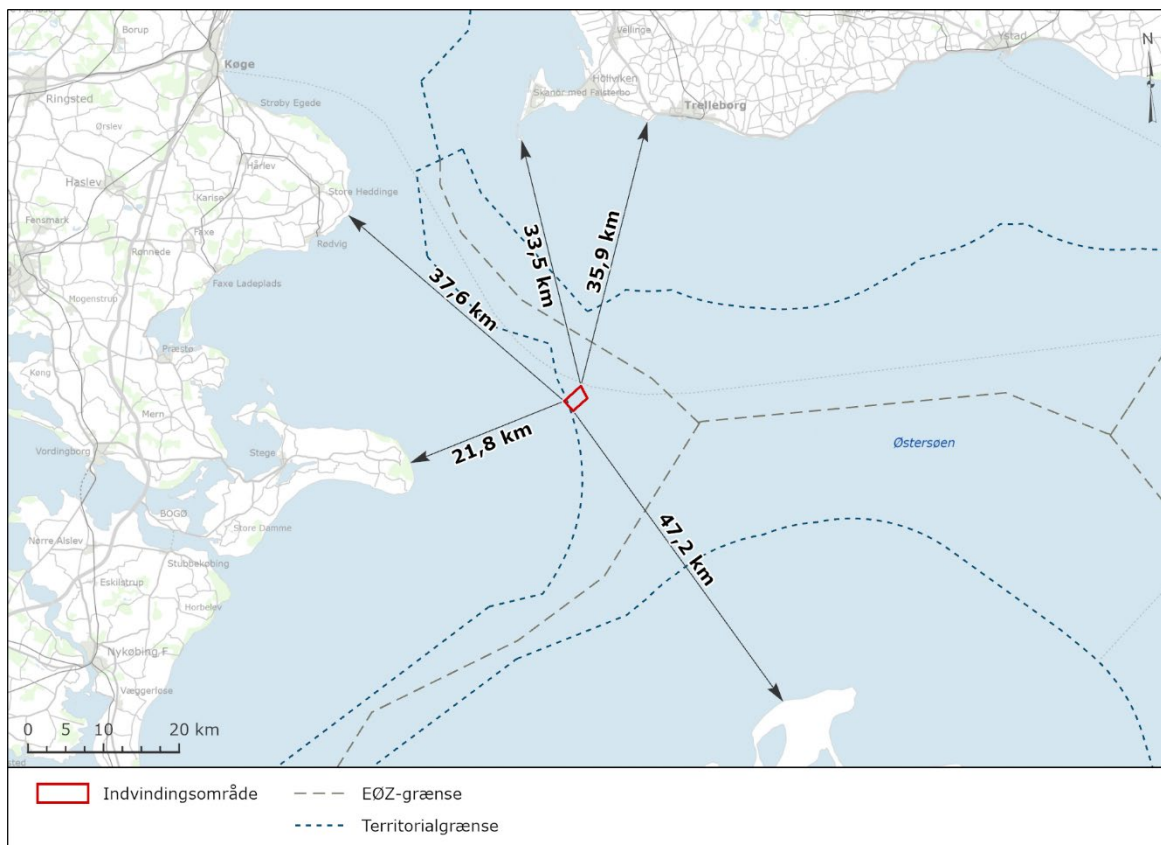 Borup
Køge
Ringsted
Strøby Egede
Ørslev
Hårlev
Haslev
Karise
Store Heddinge
Fensmark
Faxe
Rønnede
Rødvig
Faxe Ladeplads
Mogenstrup
Præstø
Køng
Mern
Vordingborg
Stege
BOGØ
Store Damme
Nørre Alslev
Stubbekøbing
Eskilstrup
Horbelev
Nykøbing F
Væggerløse
Vellinge
Höllviken
Skanör med Falsterbo
Trelleborg
Ystad
N
33,5 km
35,9 km
37,6 km
21,8 km
47,2 km
Østersøen
0 5 10 20 km
Indvindingsområde
EØZ-grænse
Territorialgrænse